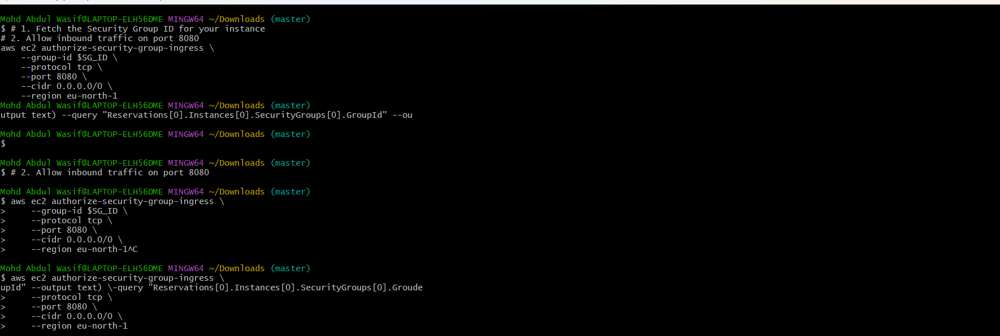 Mohd Abdul Wasif@LAPTOP-ELH56DME MINGW64 ~/Downloads (master)
$ # 1. Fetch the Security Group ID for your instance
# 2. Allow inbound traffic on port 8080
aws ec2 authorize-security-group-ingress \
    --group-id $SG_ID \
    --protocol tcp \
    --port 8080 \
    --cidr 0.0.0.0/0 \
    --region eu-north-1
Mohd Abdul Wasif@LAPTOP-ELH56DME MINGW64 ~/Downloads (master)
utput text) --query "Reservations[0].Instances[0].SecurityGroups[0].GroupId" --ou
Mohd Abdul Wasif@LAPTOP-ELH56DME MINGW64 ~/Downloads (master)
$
Mohd Abdul Wasif@LAPTOP-ELH56DME MINGW64 ~/Downloads (master)
$ # 2. Allow inbound traffic on port 8080
Mohd Abdul Wasif@LAPTOP-ELH56DME MINGW64 ~/Downloads (master)
$ aws ec2 authorize-security-group-ingress \
>     --group-id $SG_ID \
>     --protocol tcp \
>     --port 8080 \
>     --cidr 0.0.0.0/0 \
>     --region eu-north-1^C
Mohd Abdul Wasif@LAPTOP-ELH56DME MINGW64 ~/Downloads (master)
$ aws ec2 authorize-security-group-ingress \
upId" --output text) \-query "Reservations[0].Instances[0].SecurityGroups[0].Groude
>     --protocol tcp \
>     --port 8080 \
>     --cidr 0.0.0.0/0 \
>     --region eu-north-1